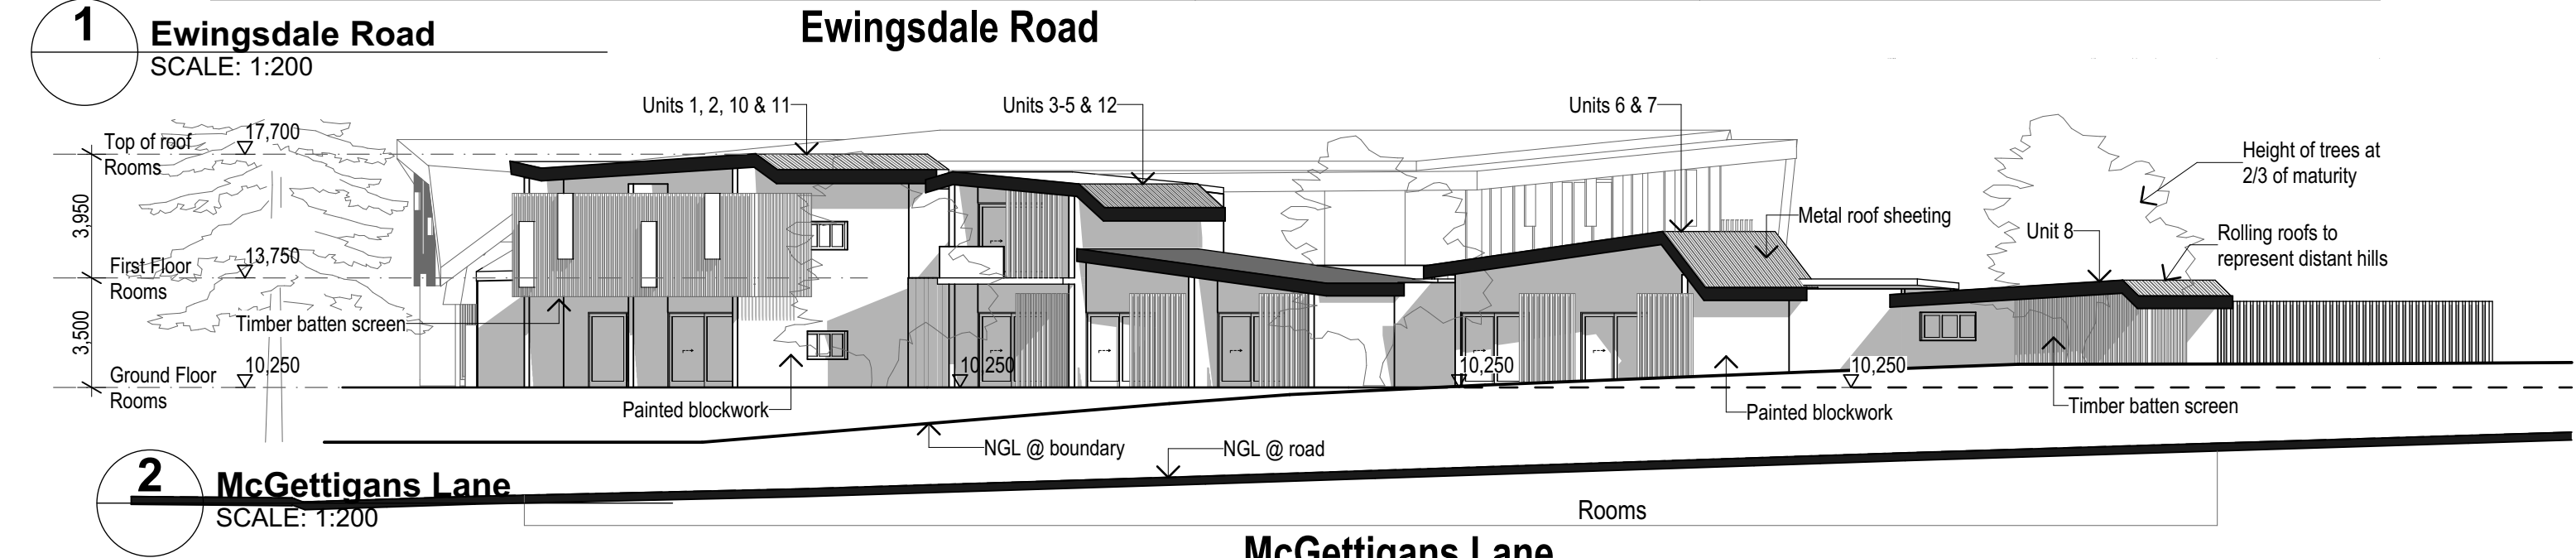 1
Ewingsdale Road
SCALE: 1:200
Ewingsdale Road
Units 1, 2, 10 & 11
Units 3-5 & 12
Units 6 & 7
Top of roof
Rooms
17,700
Height of trees at
2/3 of maturity
3,950
Metal roof sheeting
Unit 8
Rolling roofs to
represent distant hills
First Floor
Rooms
13,750
Timber batten screen
3,500
Ground Floor
Rooms
10,250
10,250
10,250
10,250
Painted blockwork
Painted blockwork
Timber batten screen
NGL @ boundary
NGL @ road
2
McGettigans Lane
SCALE: 1:200
Rooms
McGettigans Lane